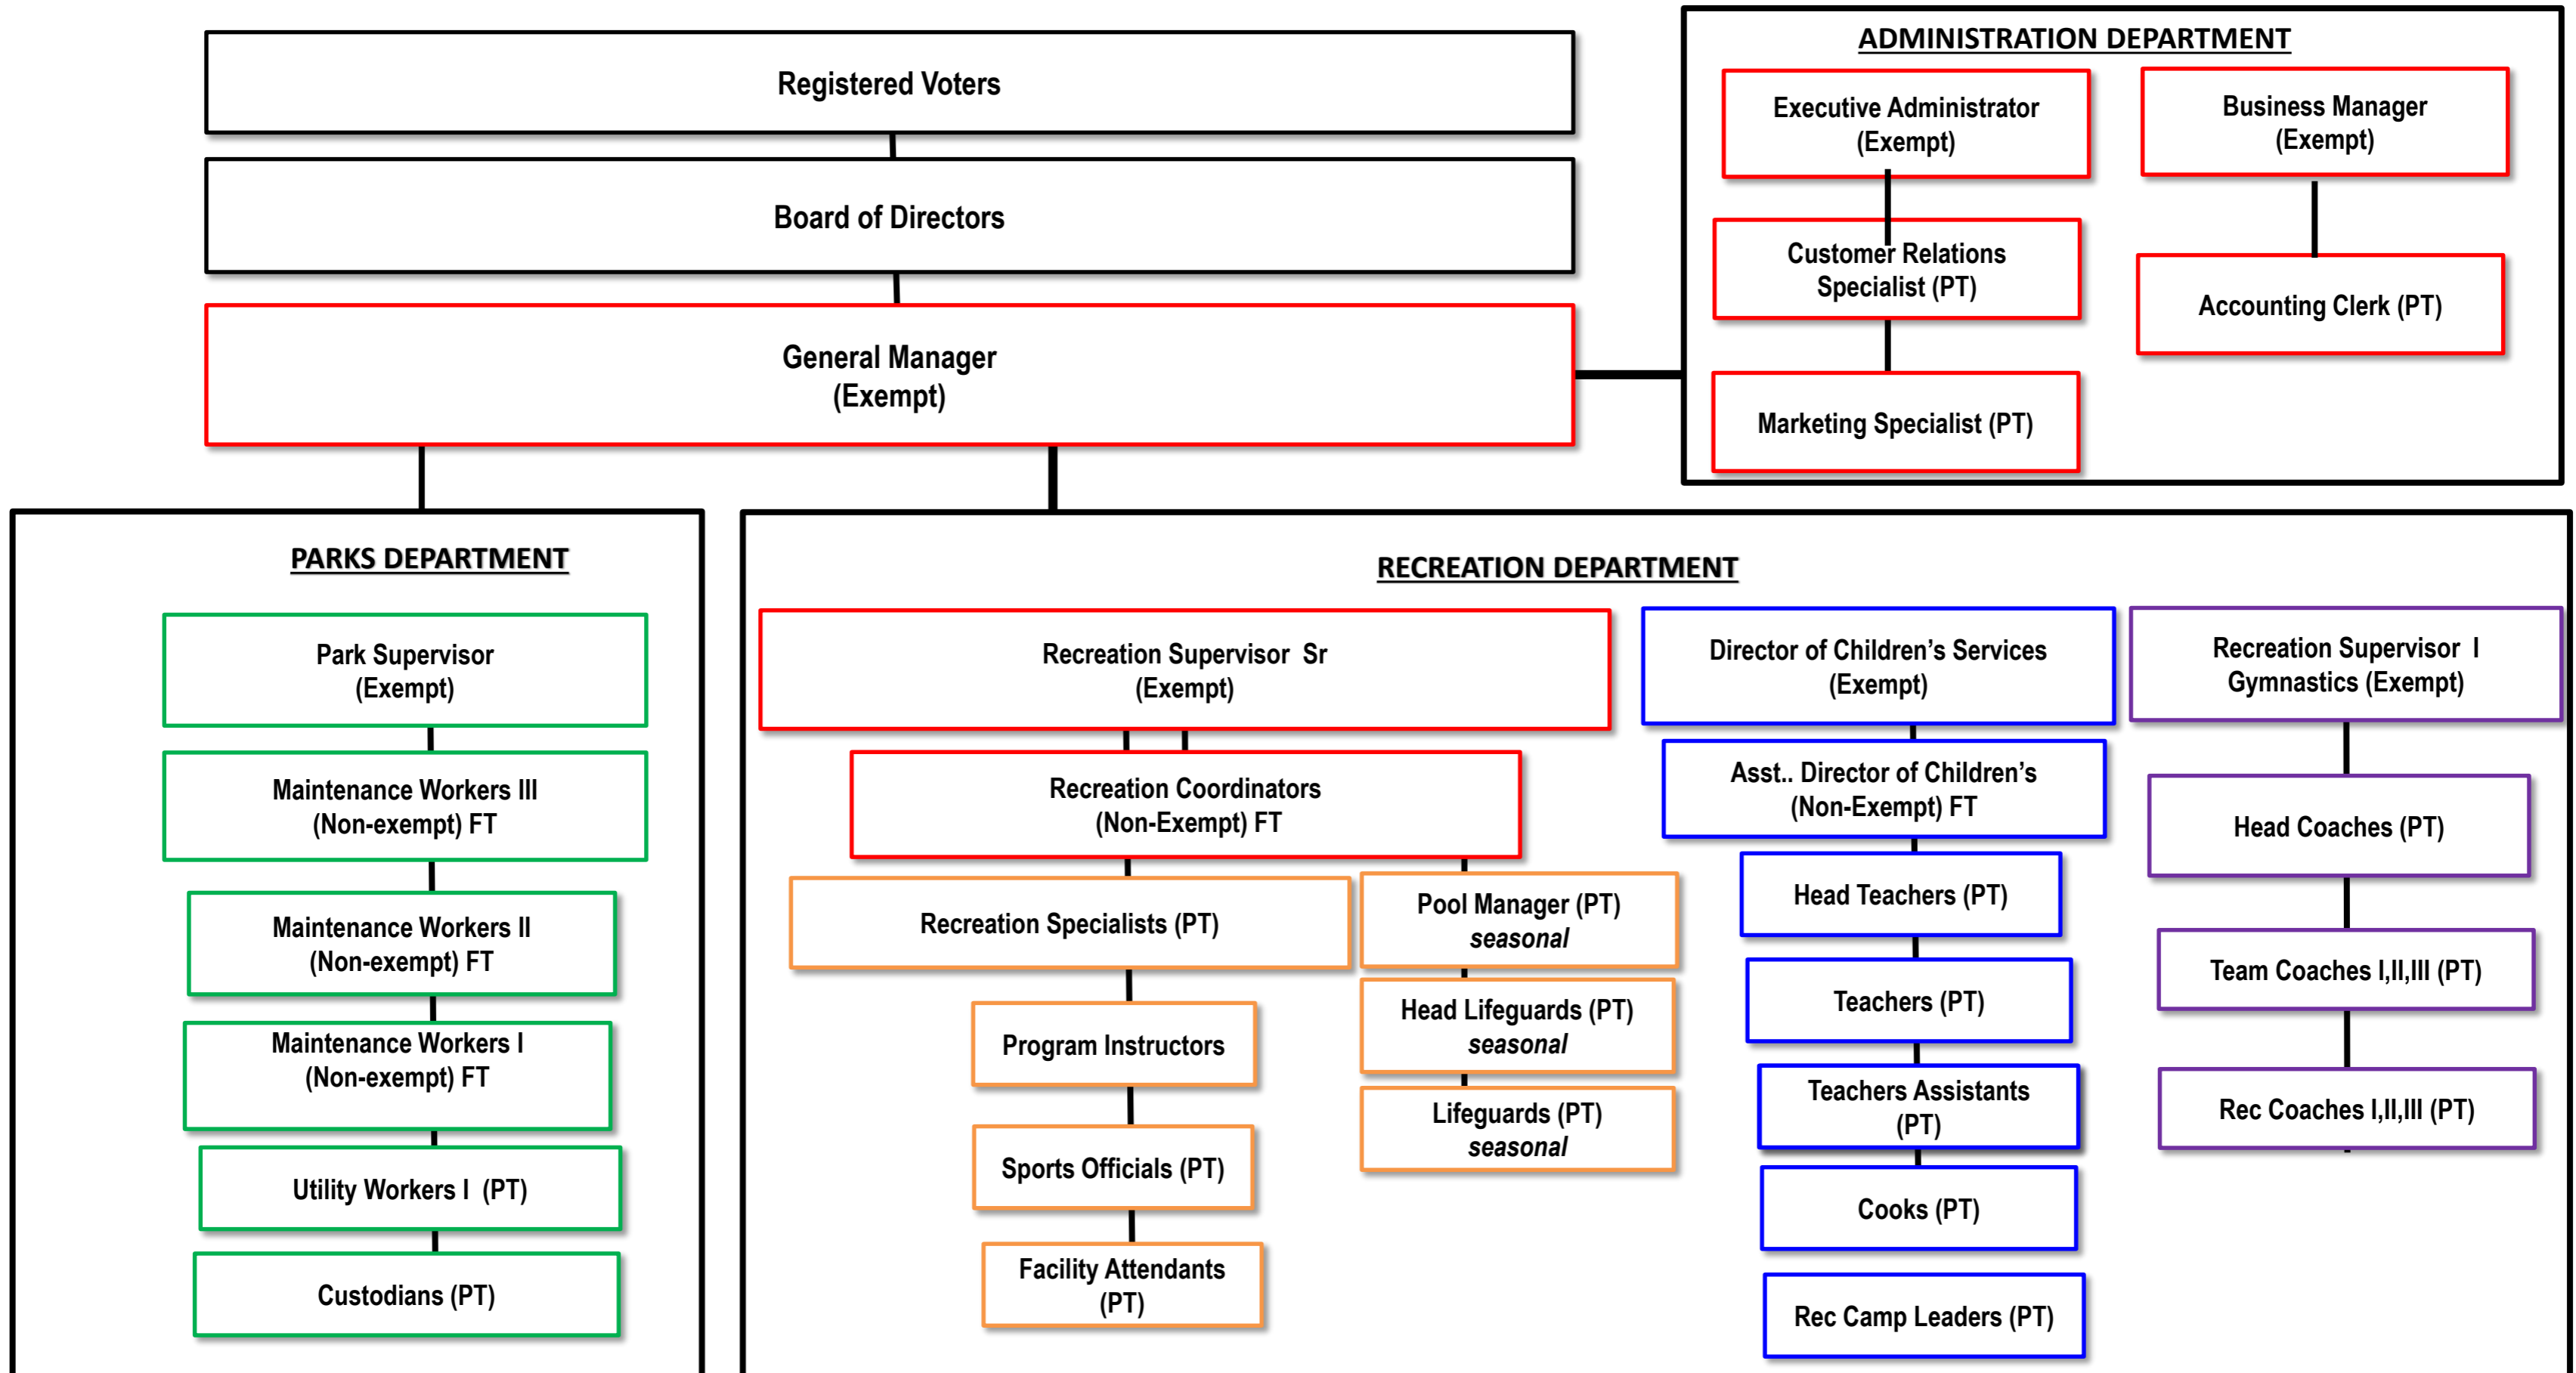 Registered Voters
Board of Directors
General Manager
(Exempt)
ADMINISTRATION DEPARTMENT
Executive Administrator
(Exempt)
Customer Relations
Specialist (PT)
Marketing Specialist (PT)
Business Manager
(Exempt)
Accounting Clerk (PT)
PARKS DEPARTMENT
Park Supervisor
(Exempt)
Maintenance Workers III
(Non-exempt) FT
Maintenance Workers II
(Non-exempt) FT
Maintenance Workers I
(Non-exempt) FT
Utility Workers I  (PT)
Custodians (PT)
RECREATION DEPARTMENT
Recreation Supervisor  Sr
(Exempt)
Recreation Coordinators
(Non-Exempt) FT
Recreation Specialists (PT)
Program Instructors
Sports Officials (PT)
Facility Attendants
(PT)
Pool Manager (PT)
seasonal
Head Lifeguards (PT)
seasonal
Lifeguards (PT)
seasonal
Director of Children’s Services
(Exempt)
Asst.. Director of Children’s
(Non-Exempt) FT
Head Teachers (PT)
Teachers (PT)
Teachers Assistants
(PT)
Cooks (PT)
Rec Camp Leaders (PT)
Recreation Supervisor  I
Gymnastics (Exempt)
Head Coaches (PT)
Team Coaches I,II,III (PT)
Rec Coaches I,II,III (PT)